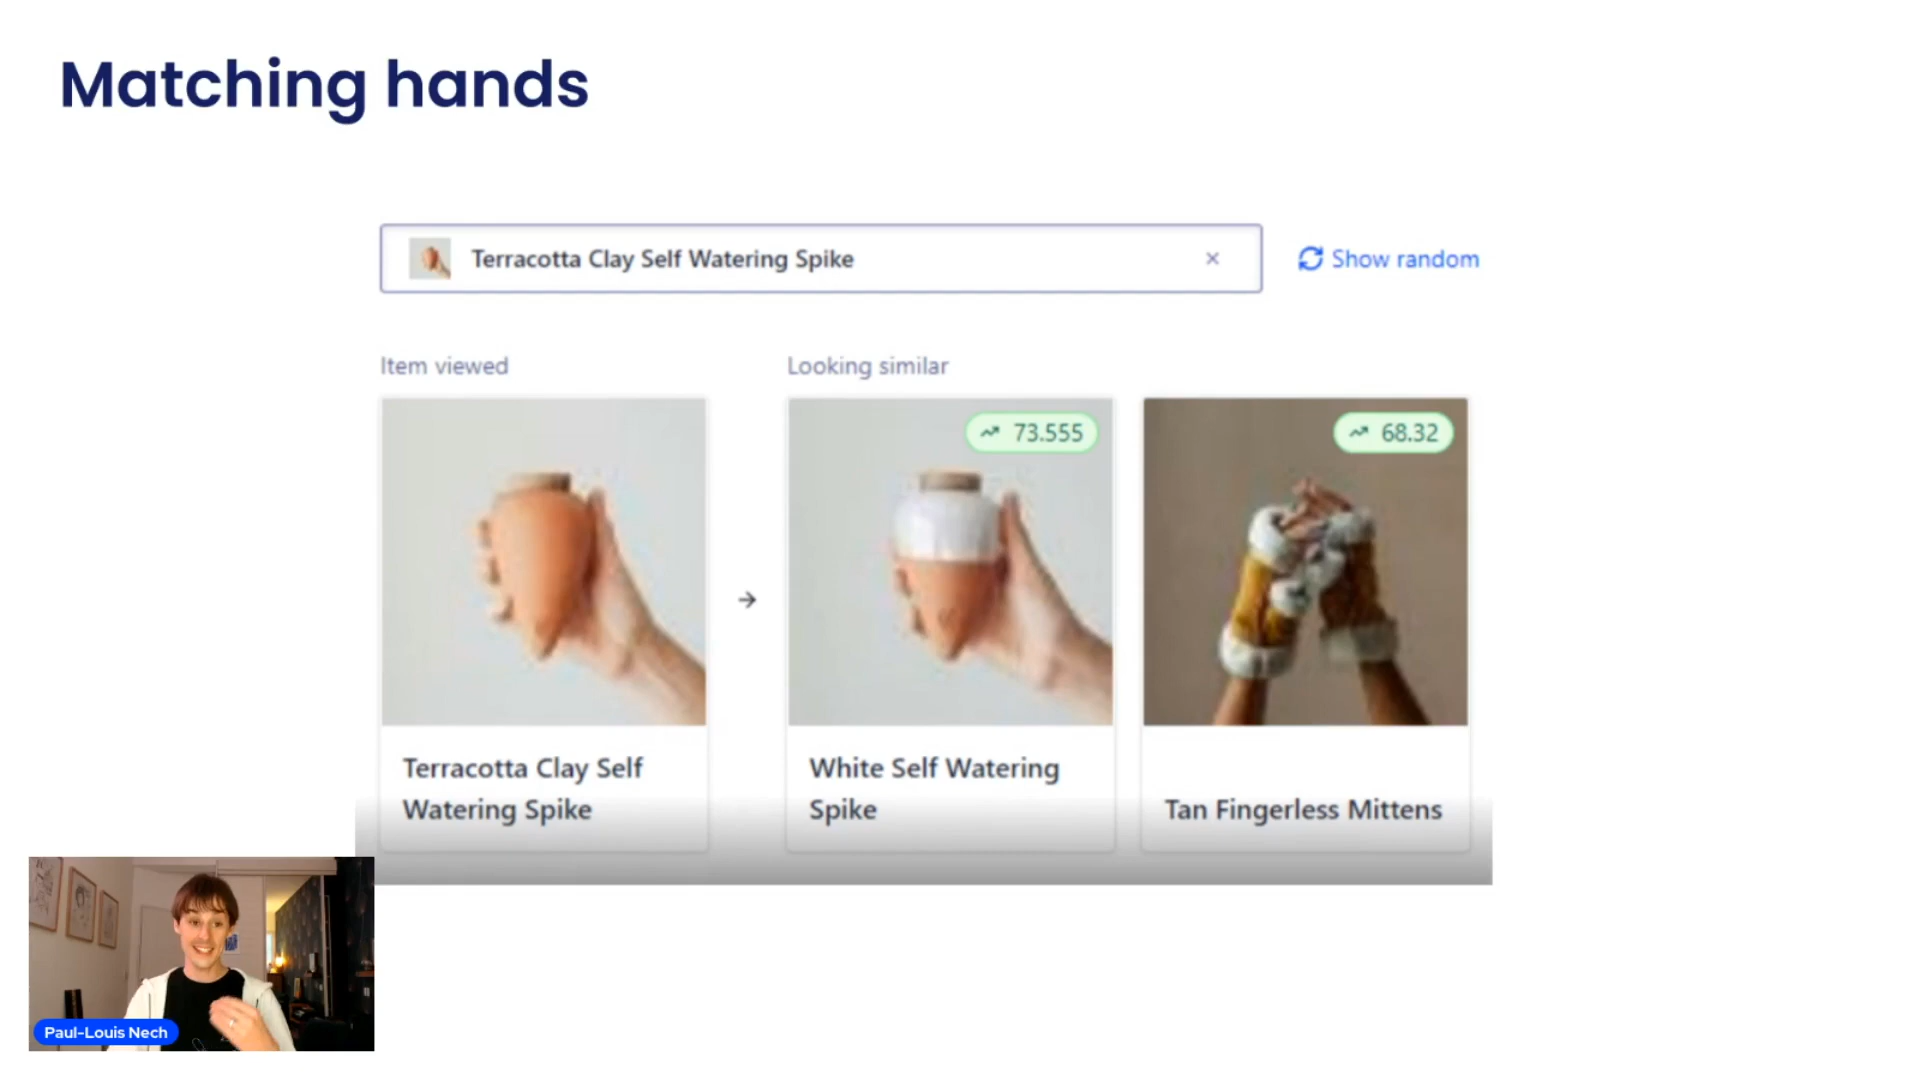 Matching hands
Terracotta Clay Self Watering Spike
×
Show random
Item viewed
Looking similar
73.555
68.32
Terracotta Clay Self
Watering Spike
White Self Watering
Spike
Tan Fingerless Mittens
Paul-Louis Nech